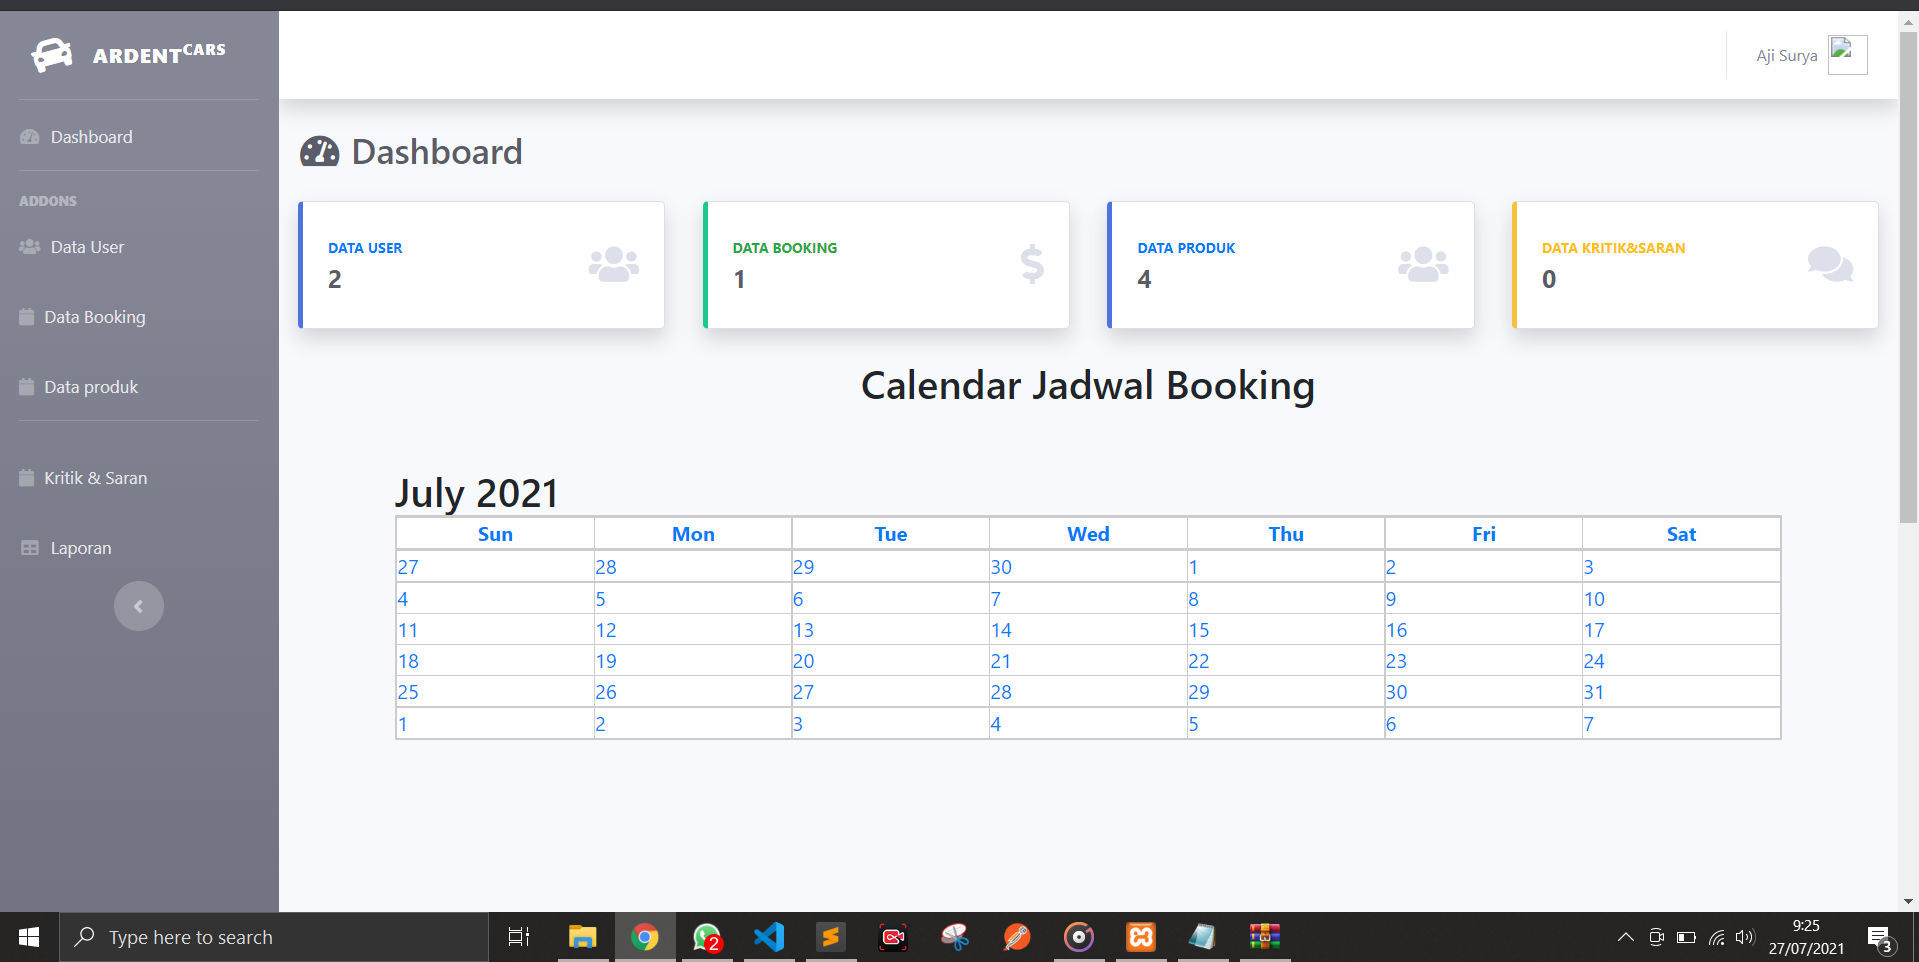 ARDENTCARS
Aji Surya
Dashboard
ADDONS
Data User
Data Booking
Data produk
Kritik & Saran
Laporan
Dashboard
DATA USER
2
DATA BOOKING
1
DATA PRODUK
4
DATA KRITIK&SARAN
0
Calendar Jadwal Booking
July 2021
Sun Mon Tue Wed Thu Fri Sat
27 28 29 30 1 2 3
4 5 6 7 8 9 10
11 12 13 14 15 16 17
18 19 20 21 22 23 24
25 26 27 28 29 30 31
1 2 3 4 5 6 7
Type here to search
2
9:25
27/07/2021
3